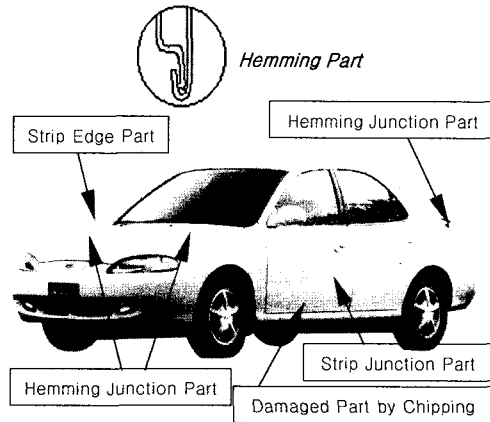 Hemming Part
Hemming Junction Part
Strip Edge Part
Strip Junction Part
Hemming Junction Part
Damaged Part by Chipping